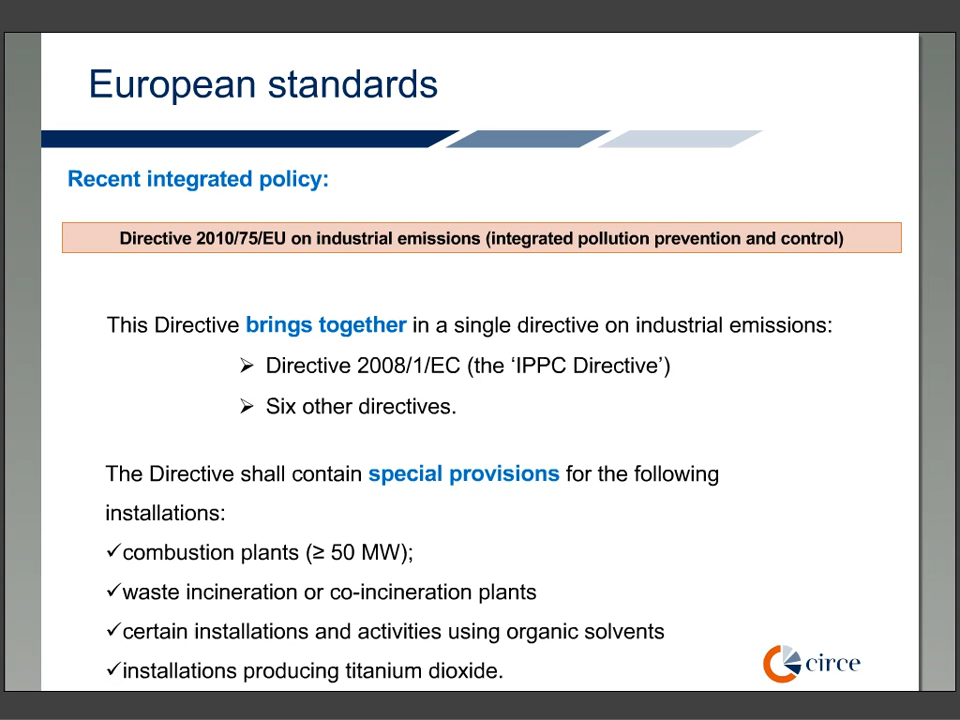 European standards
Recent integrated policy:
Directive 2010/75/EU on industrial emissions (integrated pollution prevention and control)
This Directive brings together in a single directive on industrial emissions:
➢ Directive 2008/1/EC (the ‘IPPC Directive’)
➢ Six other directives.
The Directive shall contain special provisions for the following
installations:
✓combustion plants (≥ 50 MW);
✓waste incineration or co-incineration plants
✓certain installations and activities using organic solvents
✓installations producing titanium dioxide.
circe